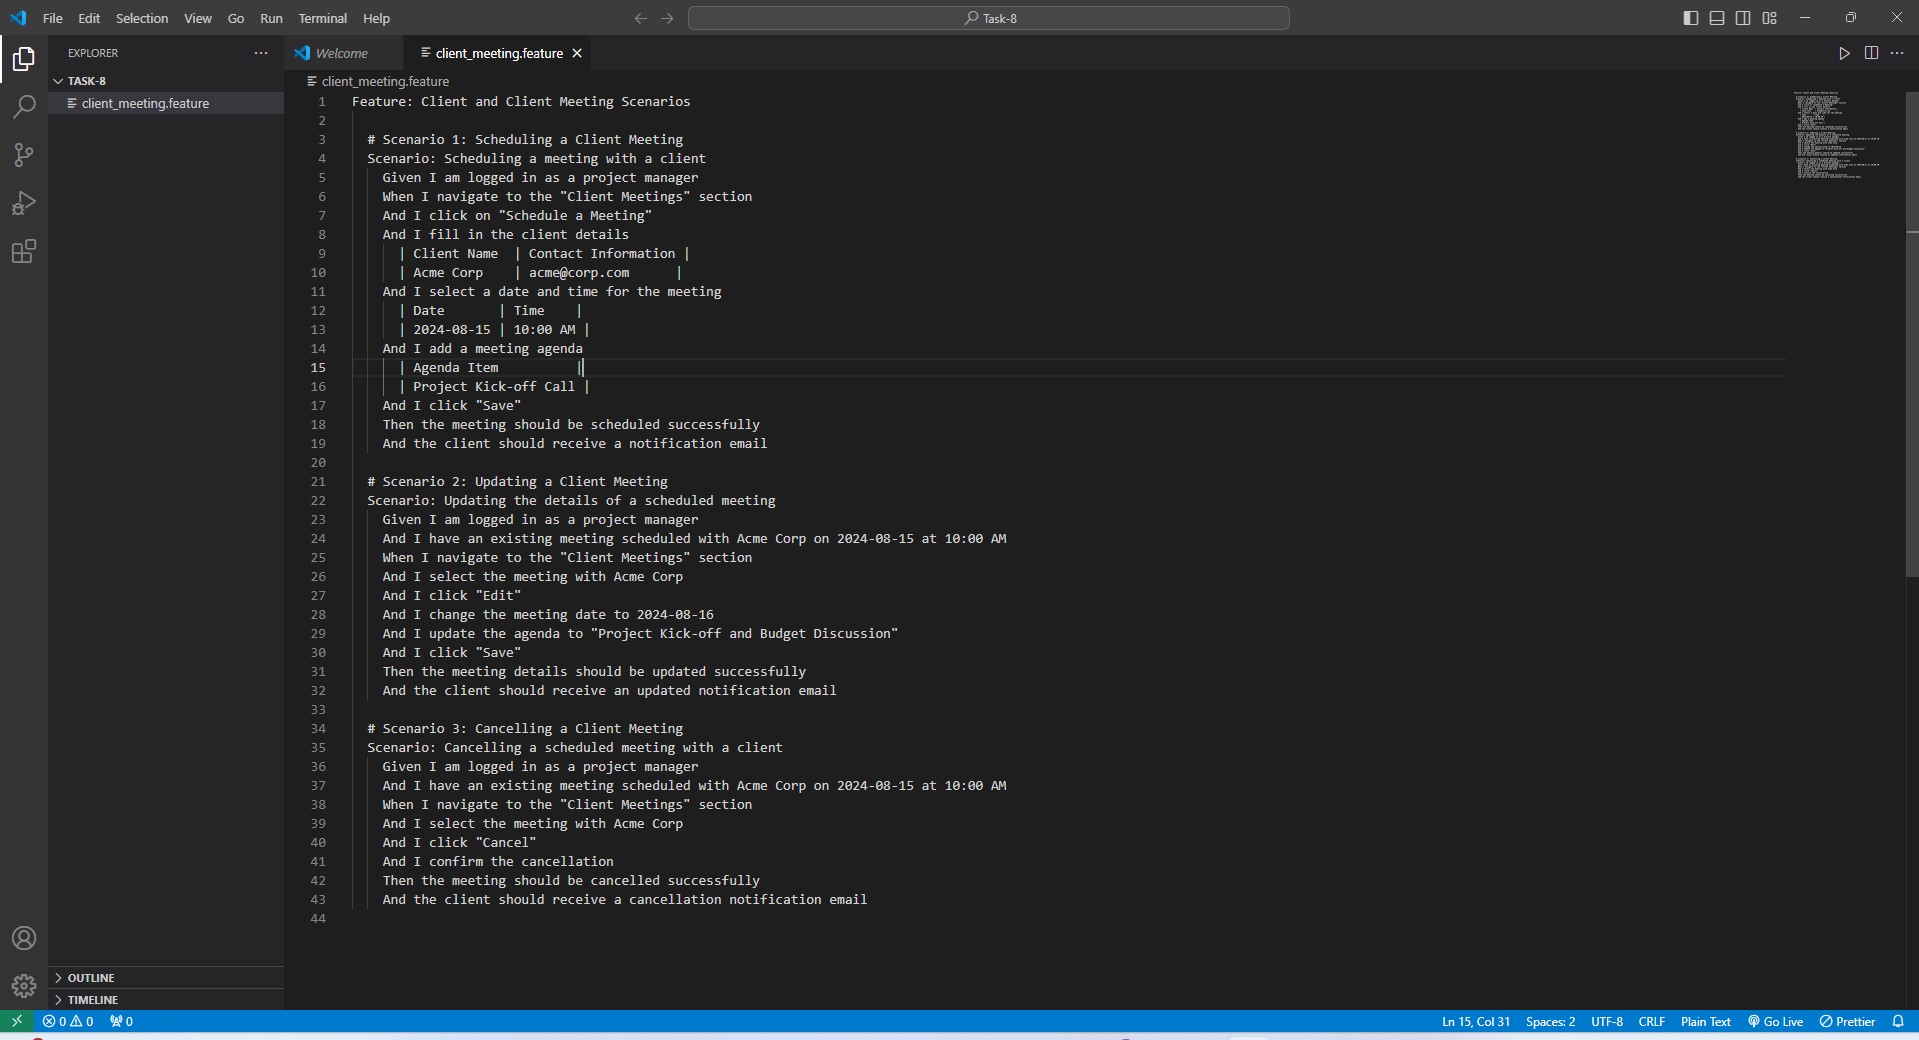 File Edit Selection View Go Run Terminal Help
Task-8
EXPLORER
TASK-8
client_meeting.feature
Welcome
client_meeting.feature
client_meeting.feature
1 Feature: Client and Client Meeting Scenarios
2
3 # Scenario 1: Scheduling a Client Meeting
4 Scenario: Scheduling a meeting with a client
5 Given I am logged in as a project manager
6 When I navigate to the "Client Meetings" section
7 And I click on "Schedule a Meeting"
8 And I fill in the client details
9 | Client Name | Contact Information |
10 | Acme Corp | acme@corp.com |
11 And I select a date and time for the meeting
12 | Date | Time |
13 | 2024-08-15 | 10:00 AM |
14 And I add a meeting agenda
15 | Agenda Item |
16 | Project Kick-off Call |
17 And I click "Save"
18 Then the meeting should be scheduled successfully
19 And the client should receive a notification email
20
21 # Scenario 2: Updating a Client Meeting
22 Scenario: Updating the details of a scheduled meeting
23 Given I am logged in as a project manager
24 And I have an existing meeting scheduled with Acme Corp on 2024-08-15 at 10:00 AM
25 When I navigate to the "Client Meetings" section
26 And I select the meeting with Acme Corp
27 And I click "Edit"
28 And I change the meeting date to 2024-08-16
29 And I update the agenda to "Project Kick-off and Budget Discussion"
30 And I click "Save"
31 Then the meeting details should be updated successfully
32 And the client should receive an updated notification email
33
34 # Scenario 3: Cancelling a Client Meeting
35 Scenario: Cancelling a scheduled meeting with a client
36 Given I am logged in as a project manager
37 And I have an existing meeting scheduled with Acme Corp on 2024-08-15 at 10:00 AM
38 When I navigate to the "Client Meetings" section
39 And I select the meeting with Acme Corp
40 And I click "Cancel"
41 And I confirm the cancellation
42 Then the meeting should be cancelled successfully
43 And the client should receive a cancellation notification email
44
OUTLINE
TIMELINE
0 0 0 Ln 15, Col 31 Spaces: 2 UTF-8 CRLF Plain Text Go Live Prettier